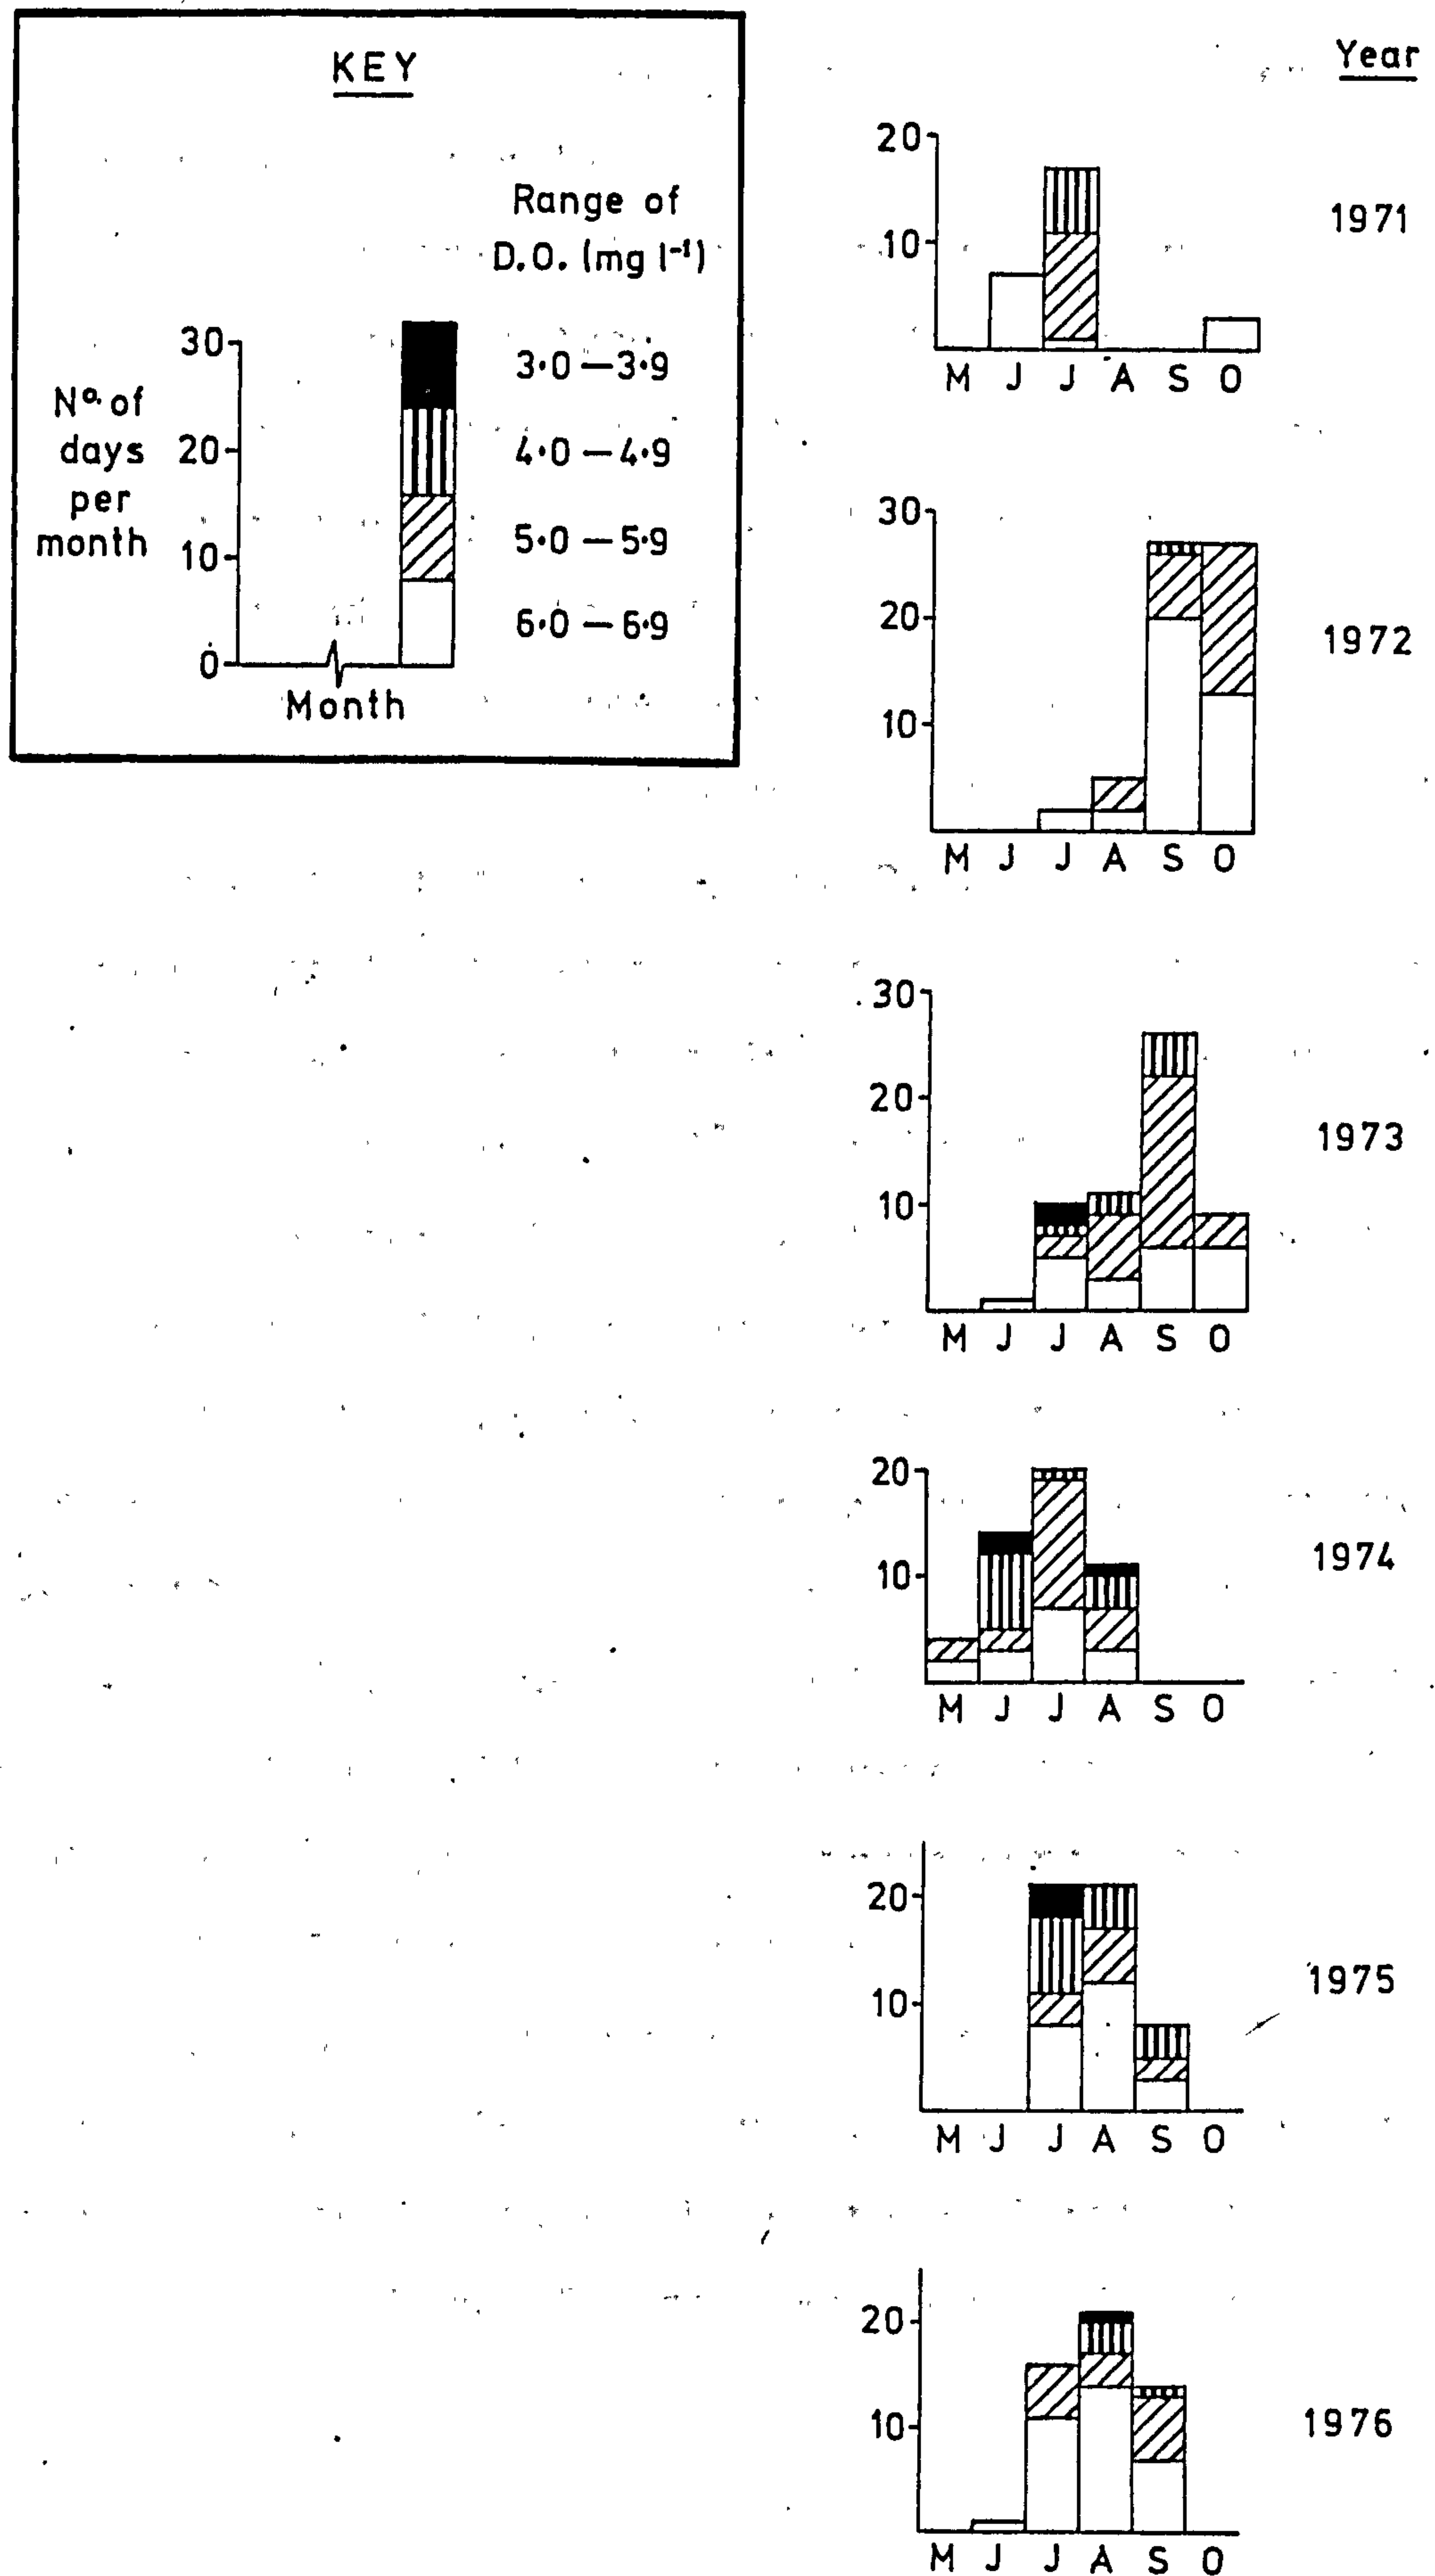 KEY
Range of
D.O. (mg l⁻¹)
30
3·0 — 3·9
Nº. of
days
per
month
20
4·0 — 4·9
10
5·0 — 5·9
0
6·0 — 6·9
Month
Year
20
10
1971
M J J A S O
30
20
10
1972
M J J A S O
30
20
10
1973
M J J A S O
20
10
1974
M J J A S O
20
10
1975
M J J A S O
20
10
1976
M J J A S O